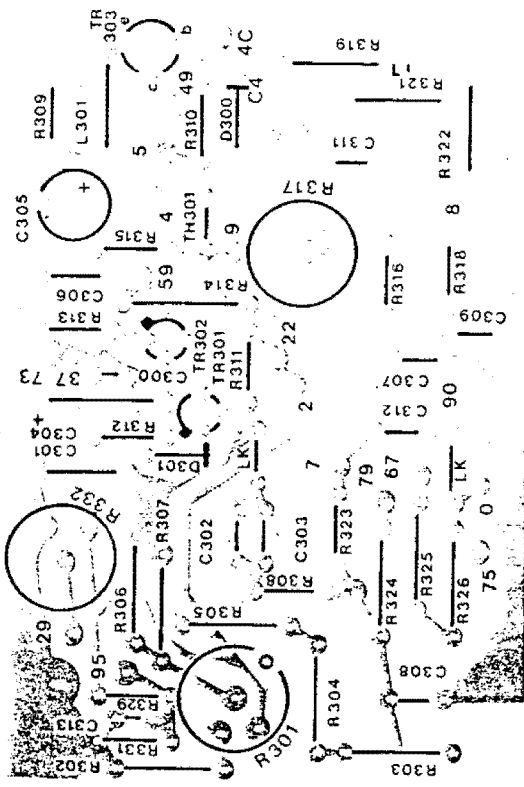 TR
303
e
b
c
R309
L301
C305
+
49
4C
R310
D300
C4
R319
R321
5
C311
R322
TH301
R317
4
9
8
R315
R314
59
C306
R313
R316
R318
C309
TR302
TR301
R311
22
C300
37 73
2
C307
C312
90
C304
+
C301
R312
D301
LK
R332
R307
C302
C303
7
R323
79
67
LK
R308
R306
R305
R324
R325
R326
0
75
29
95
R329
C313
R331
R302
R301
R304
C308
R303